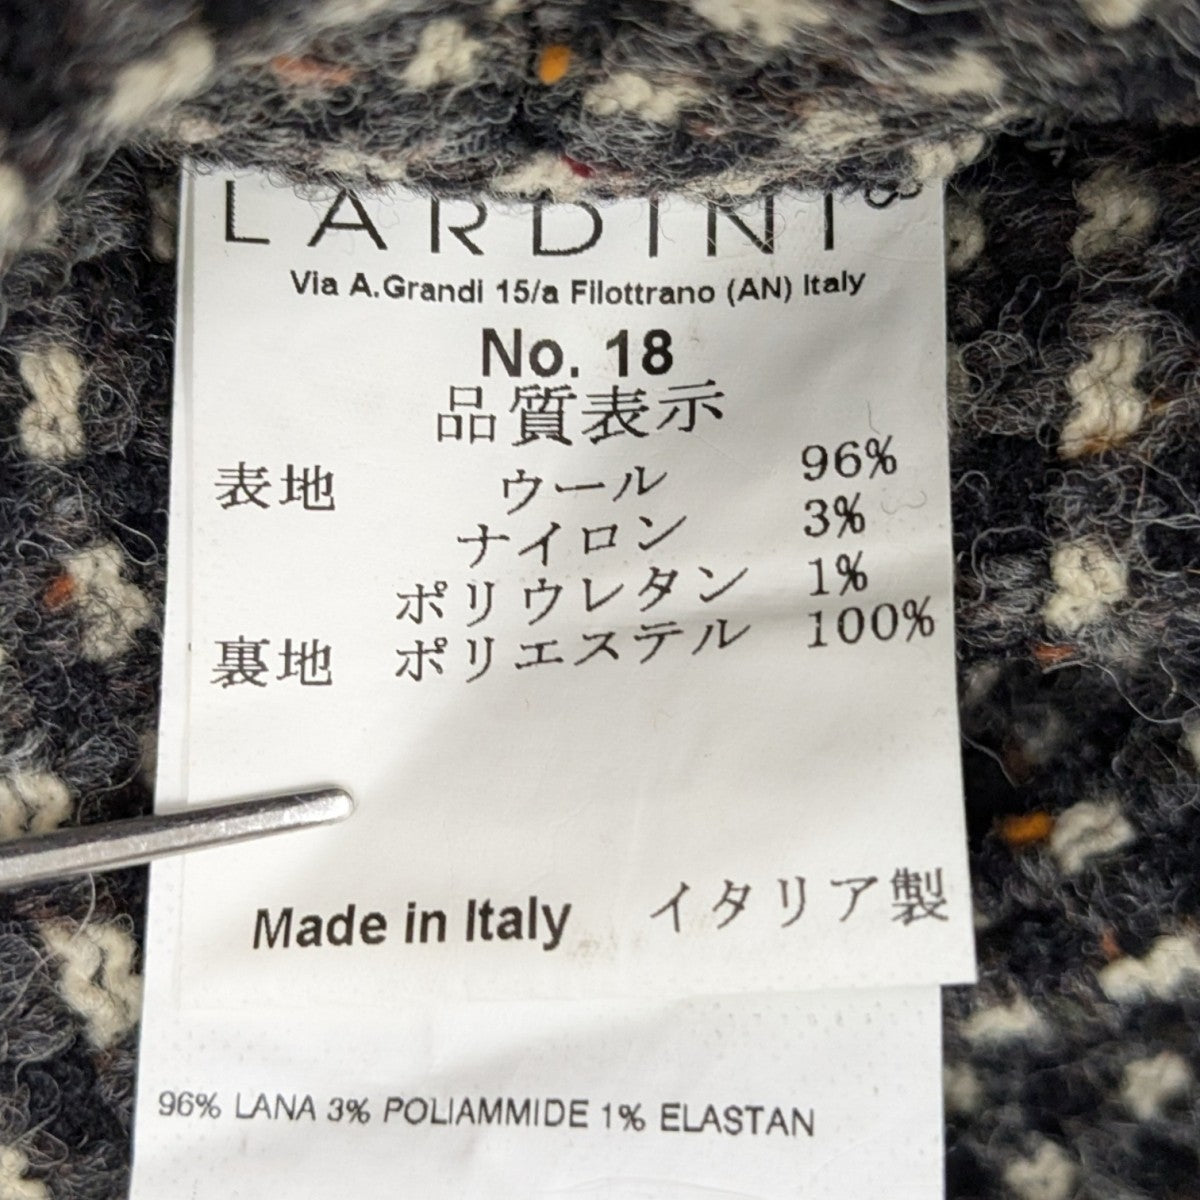 LARDINI®
Via A.Grandi 15/a Filottrano (AN) Italy
No. 18
品質表示
表地 ウール 96%
ナイロン 3%
ポリウレタン 1%
裏地 ポリエステル 100%
Made in Italy イタリア製
96% LANA 3% POLIAMMIDE 1% ELASTAN